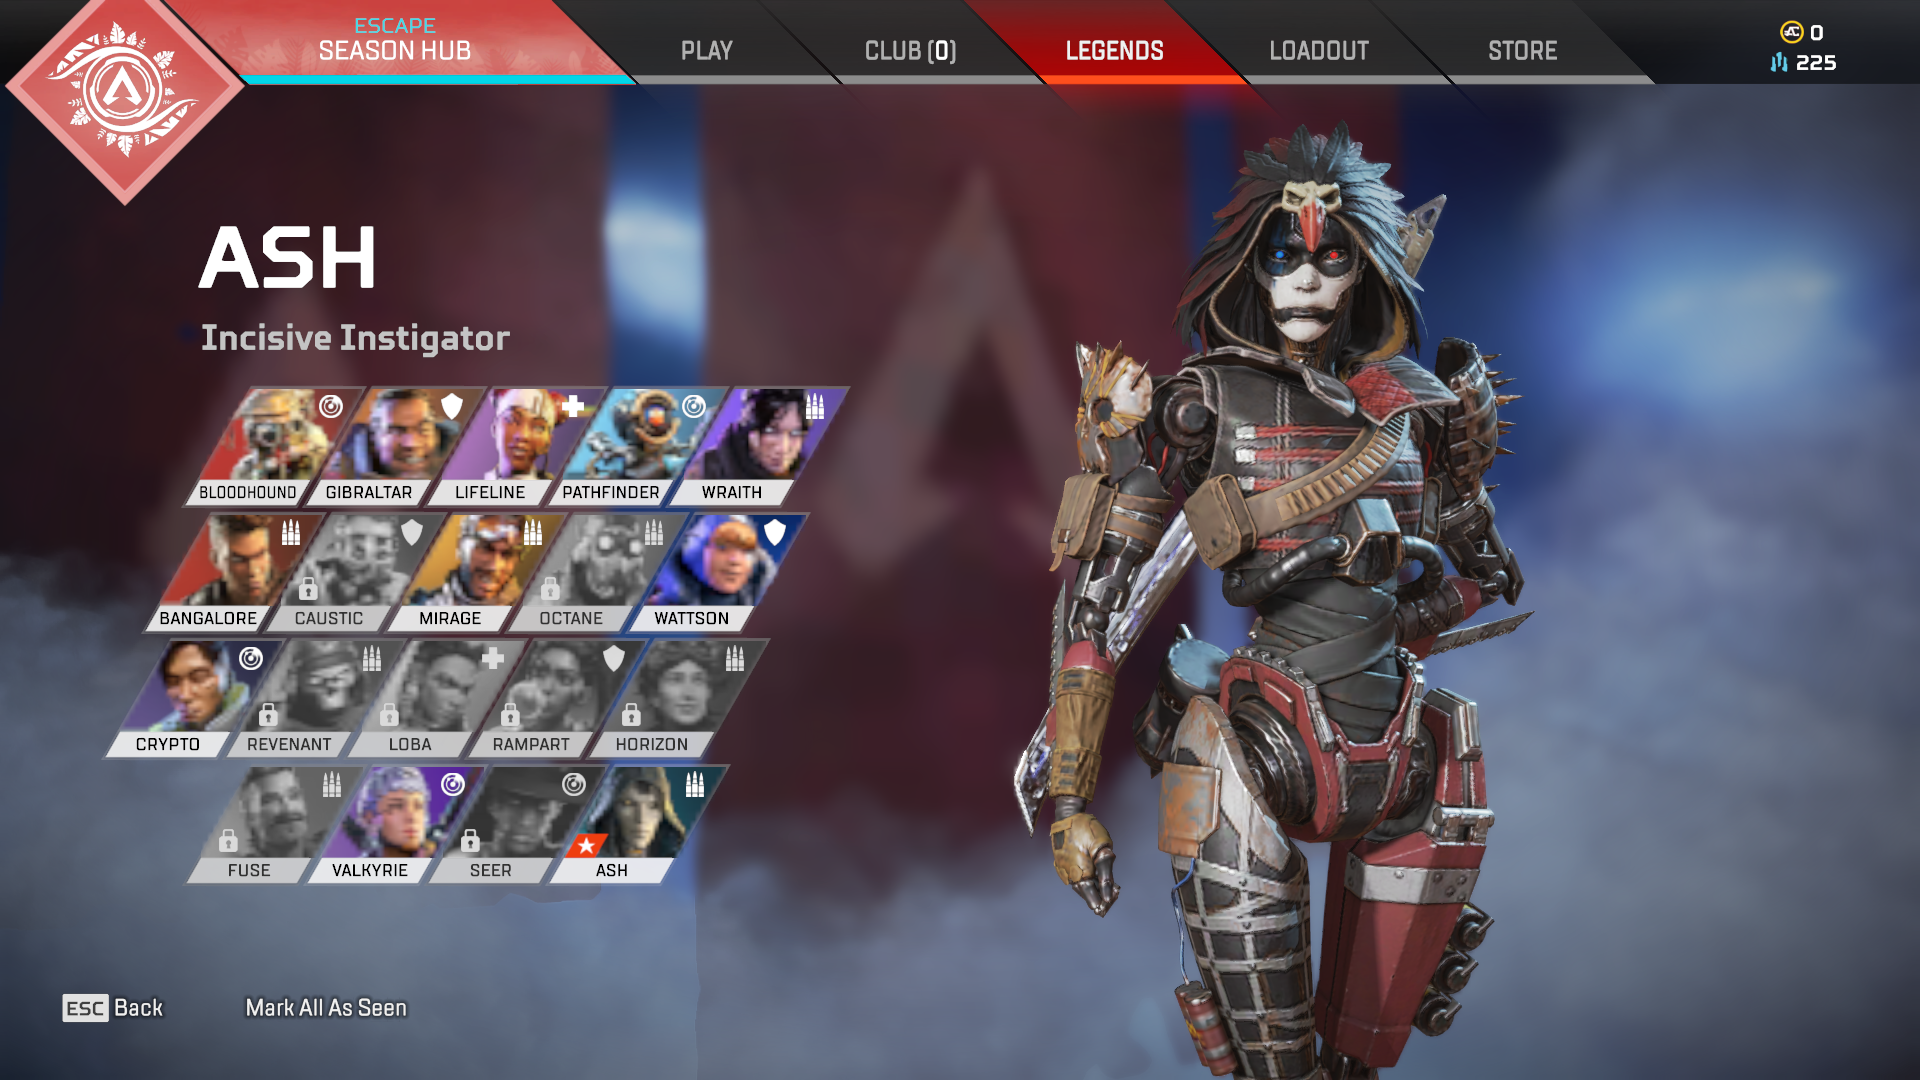 ESCAPE
SEASON HUB
PLAY
CLUB (0)
LEGENDS
LOADOUT
STORE
0
225
ASH
Incisive Instigator
BLOODHOUND
GIBRALTAR
LIFELINE
PATHFINDER
WRAITH
BANGALORE
CAUSTIC
MIRAGE
OCTANE
WATTSON
CRYPTO
REVENANT
LOBA
RAMPART
HORIZON
FUSE
VALKYRIE
SEER
ASH
ESC Back
Mark All As Seen